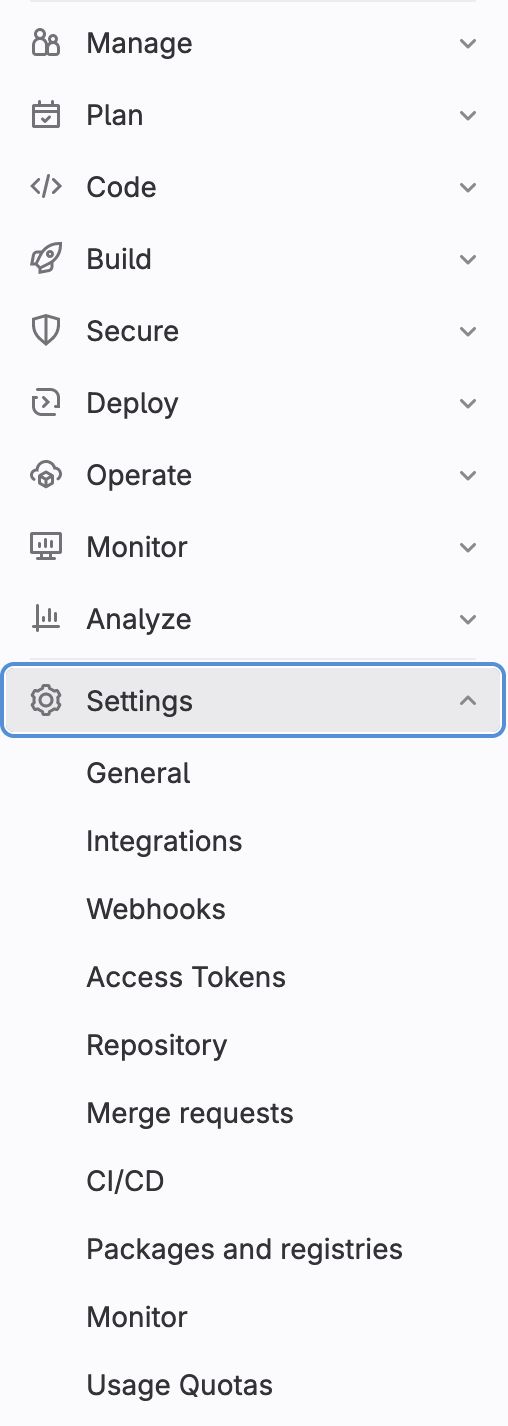 Manage
Plan
Code
Build
Secure
Deploy
Operate
Monitor
Analyze
Settings
General
Integrations
Webhooks
Access Tokens
Repository
Merge requests
CI/CD
Packages and registries
Monitor
Usage Quotas